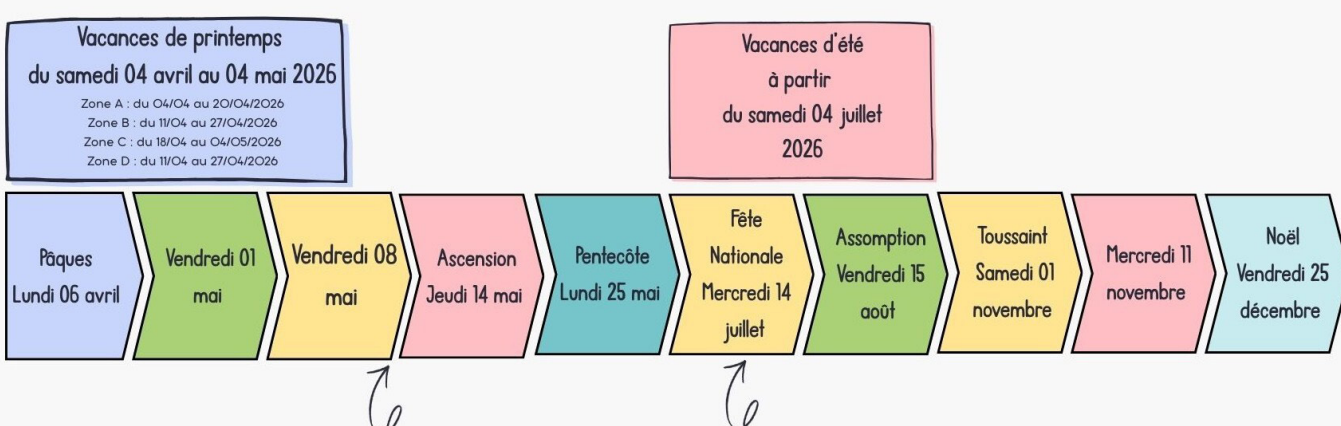 Vacances de printemps
du samedi 04 avril au 04 mai 2026
Zone A : du 04/04 au 20/04/2026
Zone B : du 11/04 au 27/04/2026
Zone C : du 18/04 au 04/05/2026
Zone D : du 11/04 au 27/04/2026
Vacances d'été
à partir
du samedi 04 juillet
2026
Pâques
Lundi 06 avril
Vendredi 01
mai
Vendredi 08
mai
Ascension
Jeudi 14 mai
Pentecôte
Lundi 25 mai
Fête
Nationale
Mercredi 14
juillet
Assomption
Vendredi 15
août
Toussaint
Samedi 01
novembre
Mercredi 11
novembre
Noël
Vendredi 25
décembre